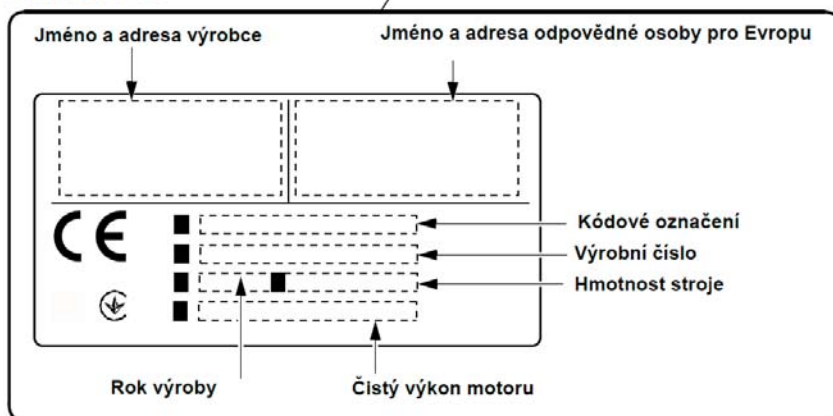 Jméno a adresa výrobce
Jméno a adresa odpovědné osoby pro Evropu
CE
Kódové označení
Výrobní číslo
Hmotnost stroje
Rok výroby
Čistý výkon motoru